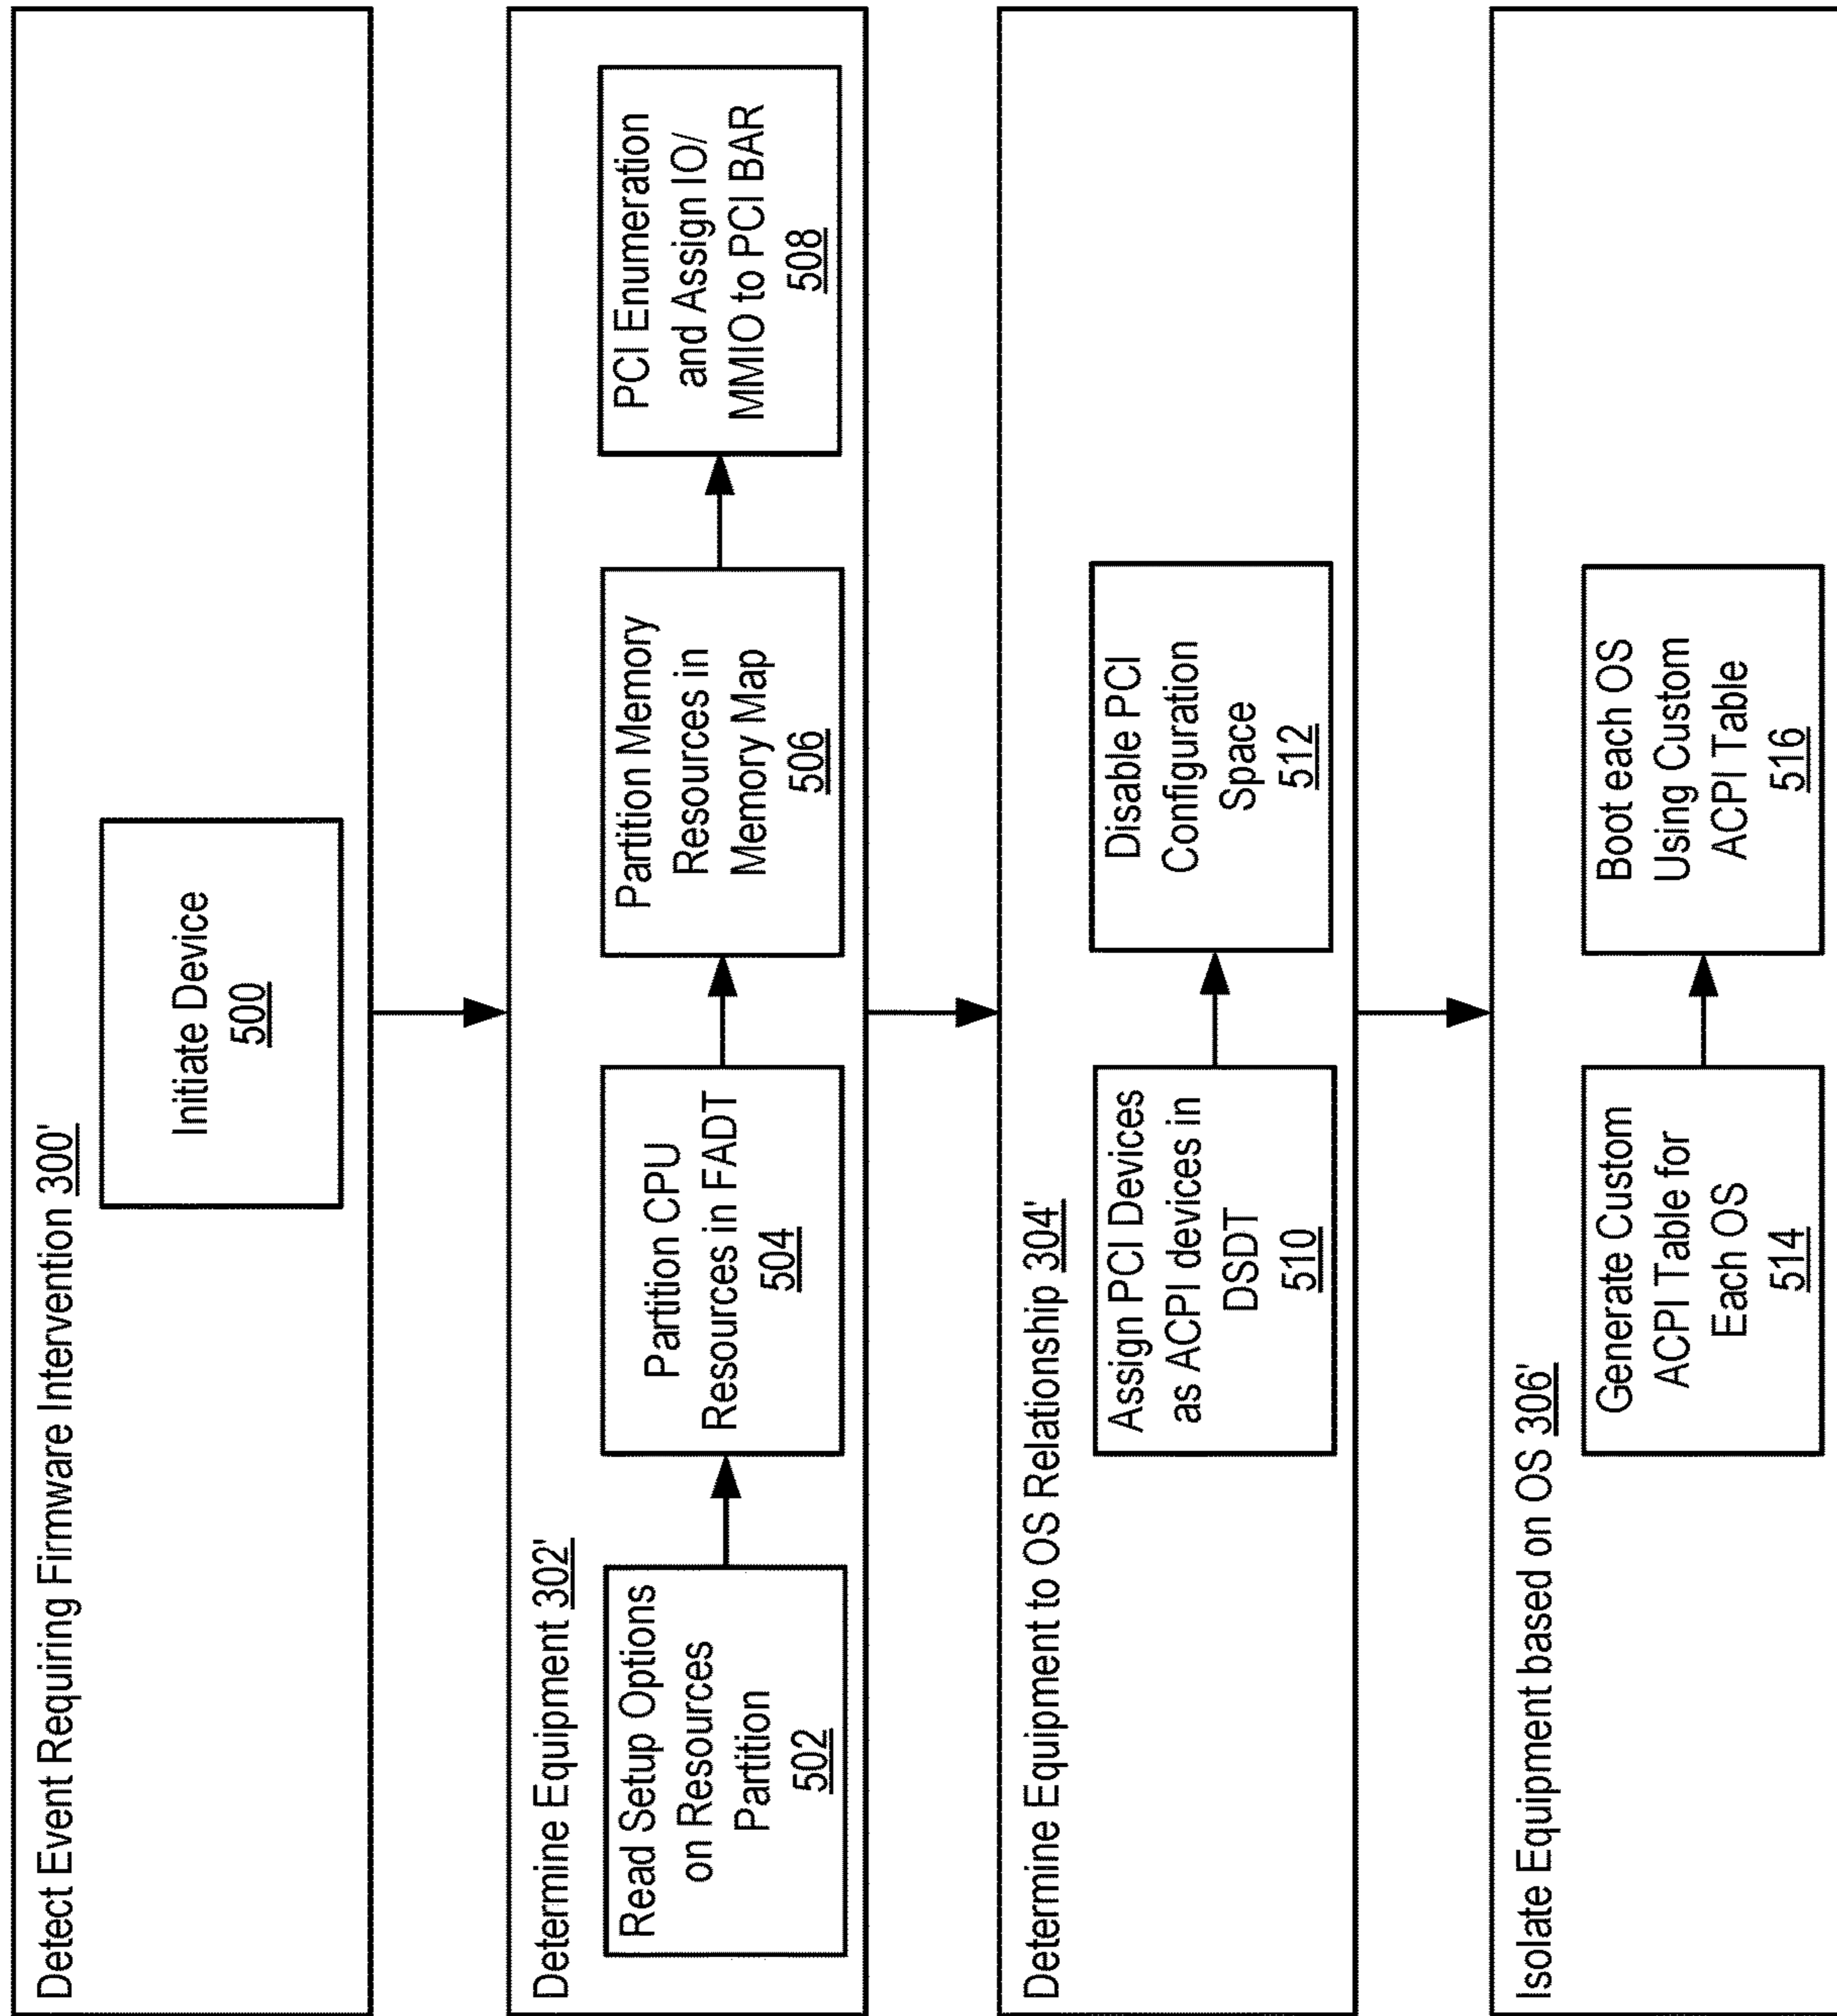 Detect Event Requiring Firmware Intervention 300'
Initiate Device
500
Determine Equipment 302'
Read Setup Options
on Resources
Partition
502
Partition CPU
Resources in FADT
504
Partition Memory
Resources in
Memory Map
506
PCI Enumeration
and Assign IO/
MMIO to PCI BAR
508
Determine Equipment to OS Relationship 304'
Assign PCI Devices
as ACPI devices in
DSDT
510
Disable PCI
Configuration
Space
512
Isolate Equipment based on OS 306'
Generate Custom
ACPI Table for
Each OS
514
Boot each OS
Using Custom
ACPI Table
516